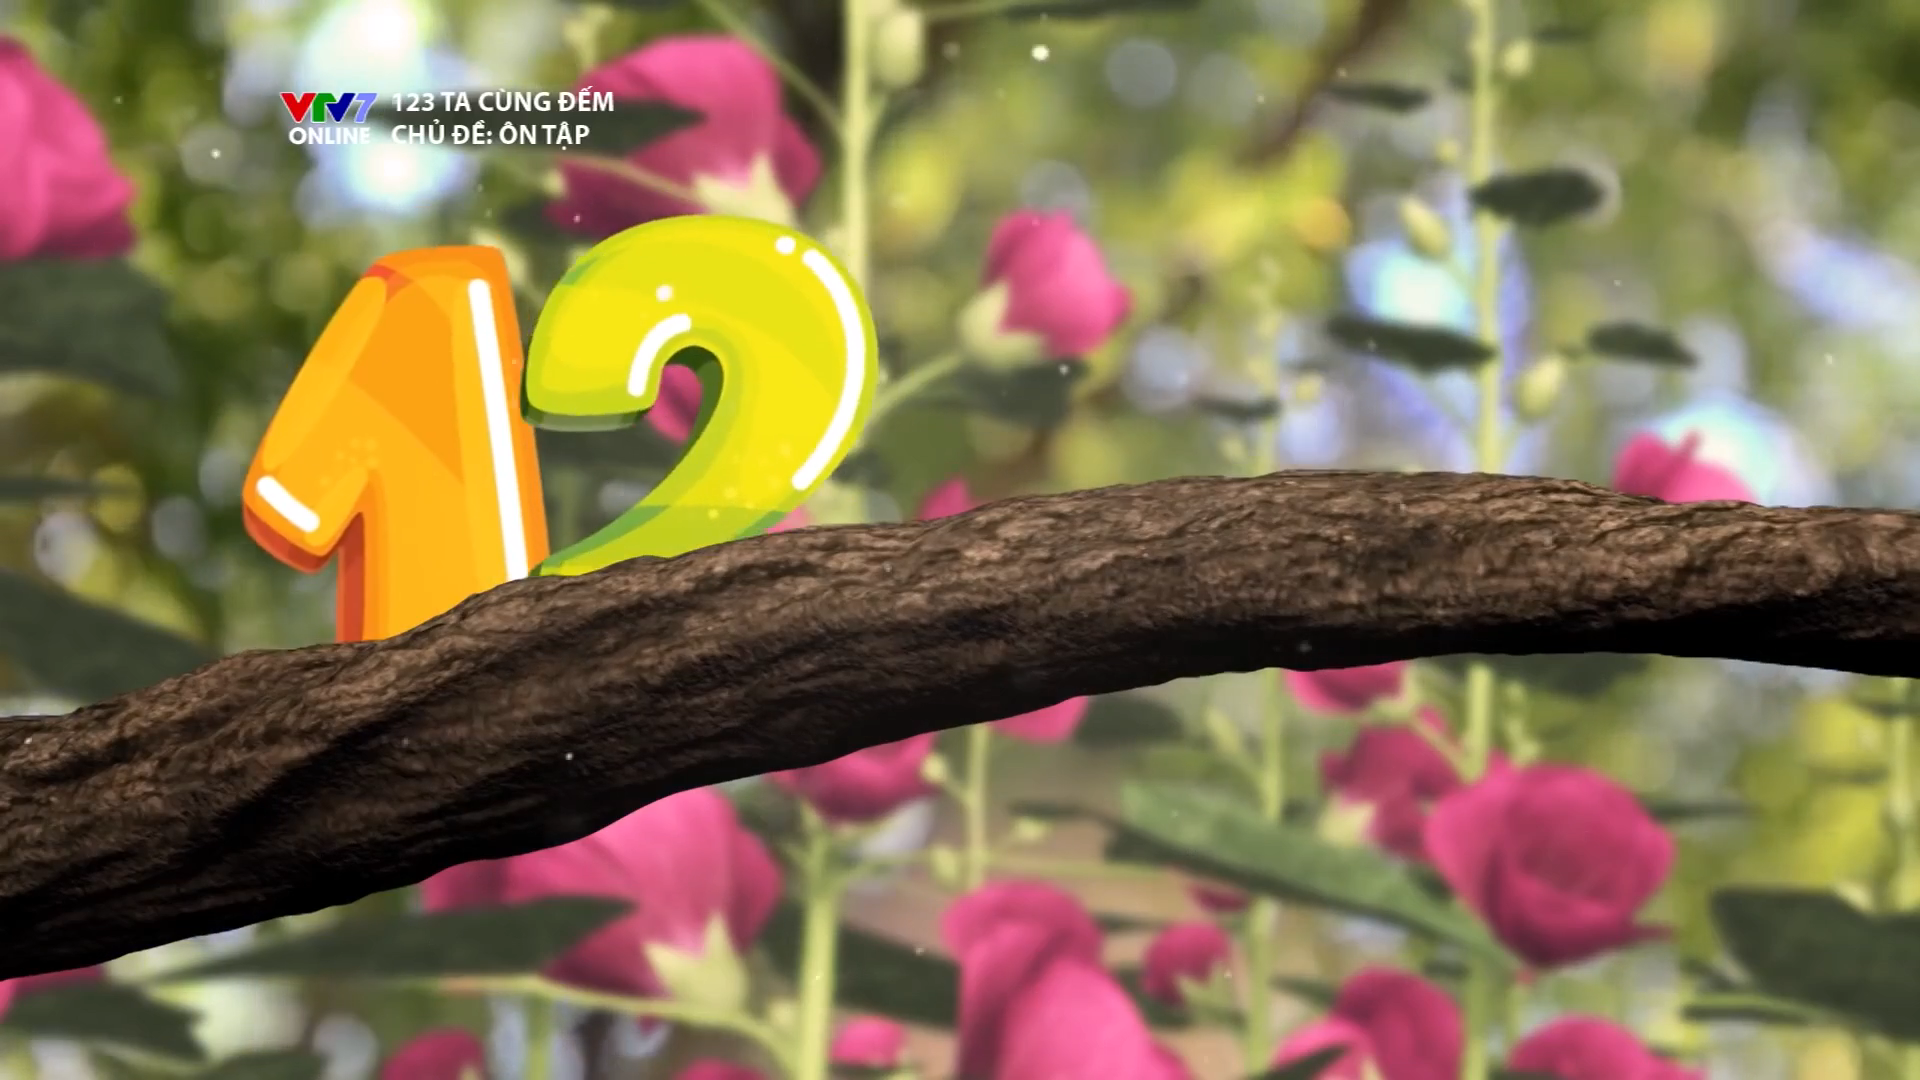 VTV7 123 TA CÙNG ĐẾM
ONLINE CHỦ ĐỀ: ÔN TẬP
12